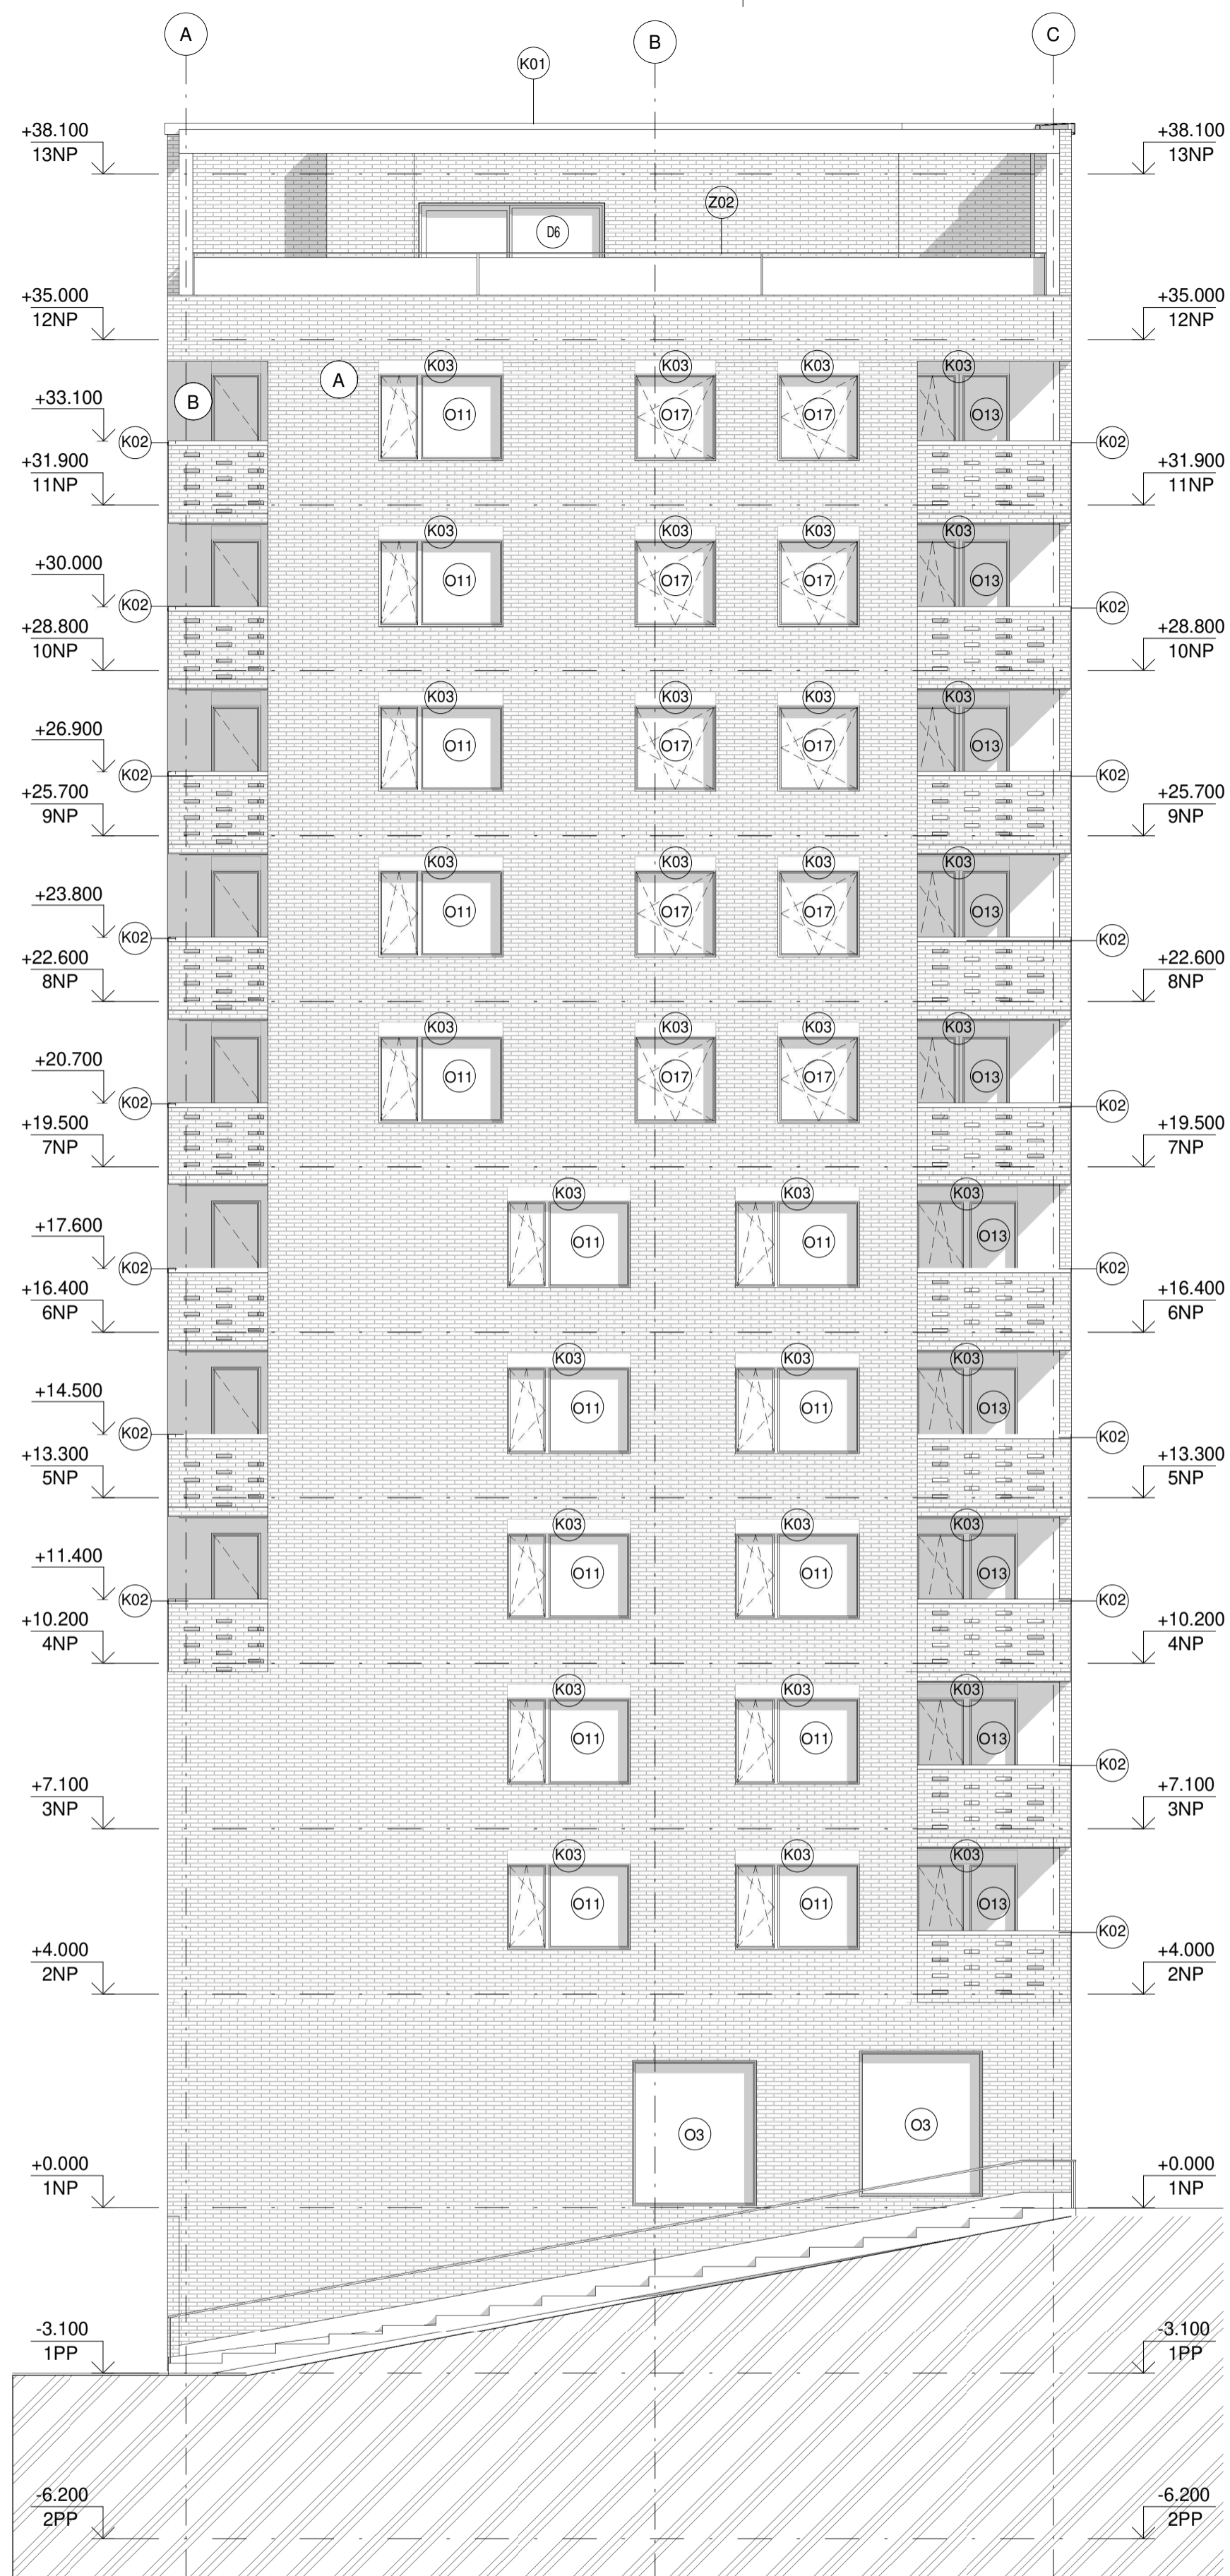 A B C
K01
+38.100 +38.100
13NP 13NP
Z02
D6
+35.000 +35.000
12NP 12NP
K03 K03 K03 K03
A
B O11 O17 O17 O13
+33.100
K02 K02
+31.900 +31.900
11NP 11NP
K03 K03 K03 K03
+30.000 O11 O17 O17 O13
K02 K02
+28.800 +28.800
10NP 10NP
K03 K03 K03 K03
+26.900 O11 O17 O17 O13
K02 K02
+25.700 +25.700
9NP 9NP
K03 K03 K03 K03
+23.800 O11 O17 O17 O13
K02 K02
+22.600 +22.600
8NP 8NP
K03 K03 K03 K03
+20.700 O11 O17 O17 O13
K02 K02
+19.500 +19.500
7NP 7NP
K03 K03 K03
+17.600 O11 O11 O13
K02 K02
+16.400 +16.400
6NP 6NP
K03 K03 K03
+14.500 O11 O11 O13
K02 K02
+13.300 +13.300
5NP 5NP
K03 K03 K03
+11.400 O11 O11 O13
K02 K02
+10.200 +10.200
4NP 4NP
K03 K03 K03
O11 O11 O13
K02
+7.100 +7.100
3NP 3NP
K03 K03 K03
O11 O11 O13
K02
+4.000 +4.000
2NP 2NP
O3 O3
+0.000 +0.000
1NP 1NP
-3.100 -3.100
1PP 1PP
-6.200 -6.200
2PP 2PP